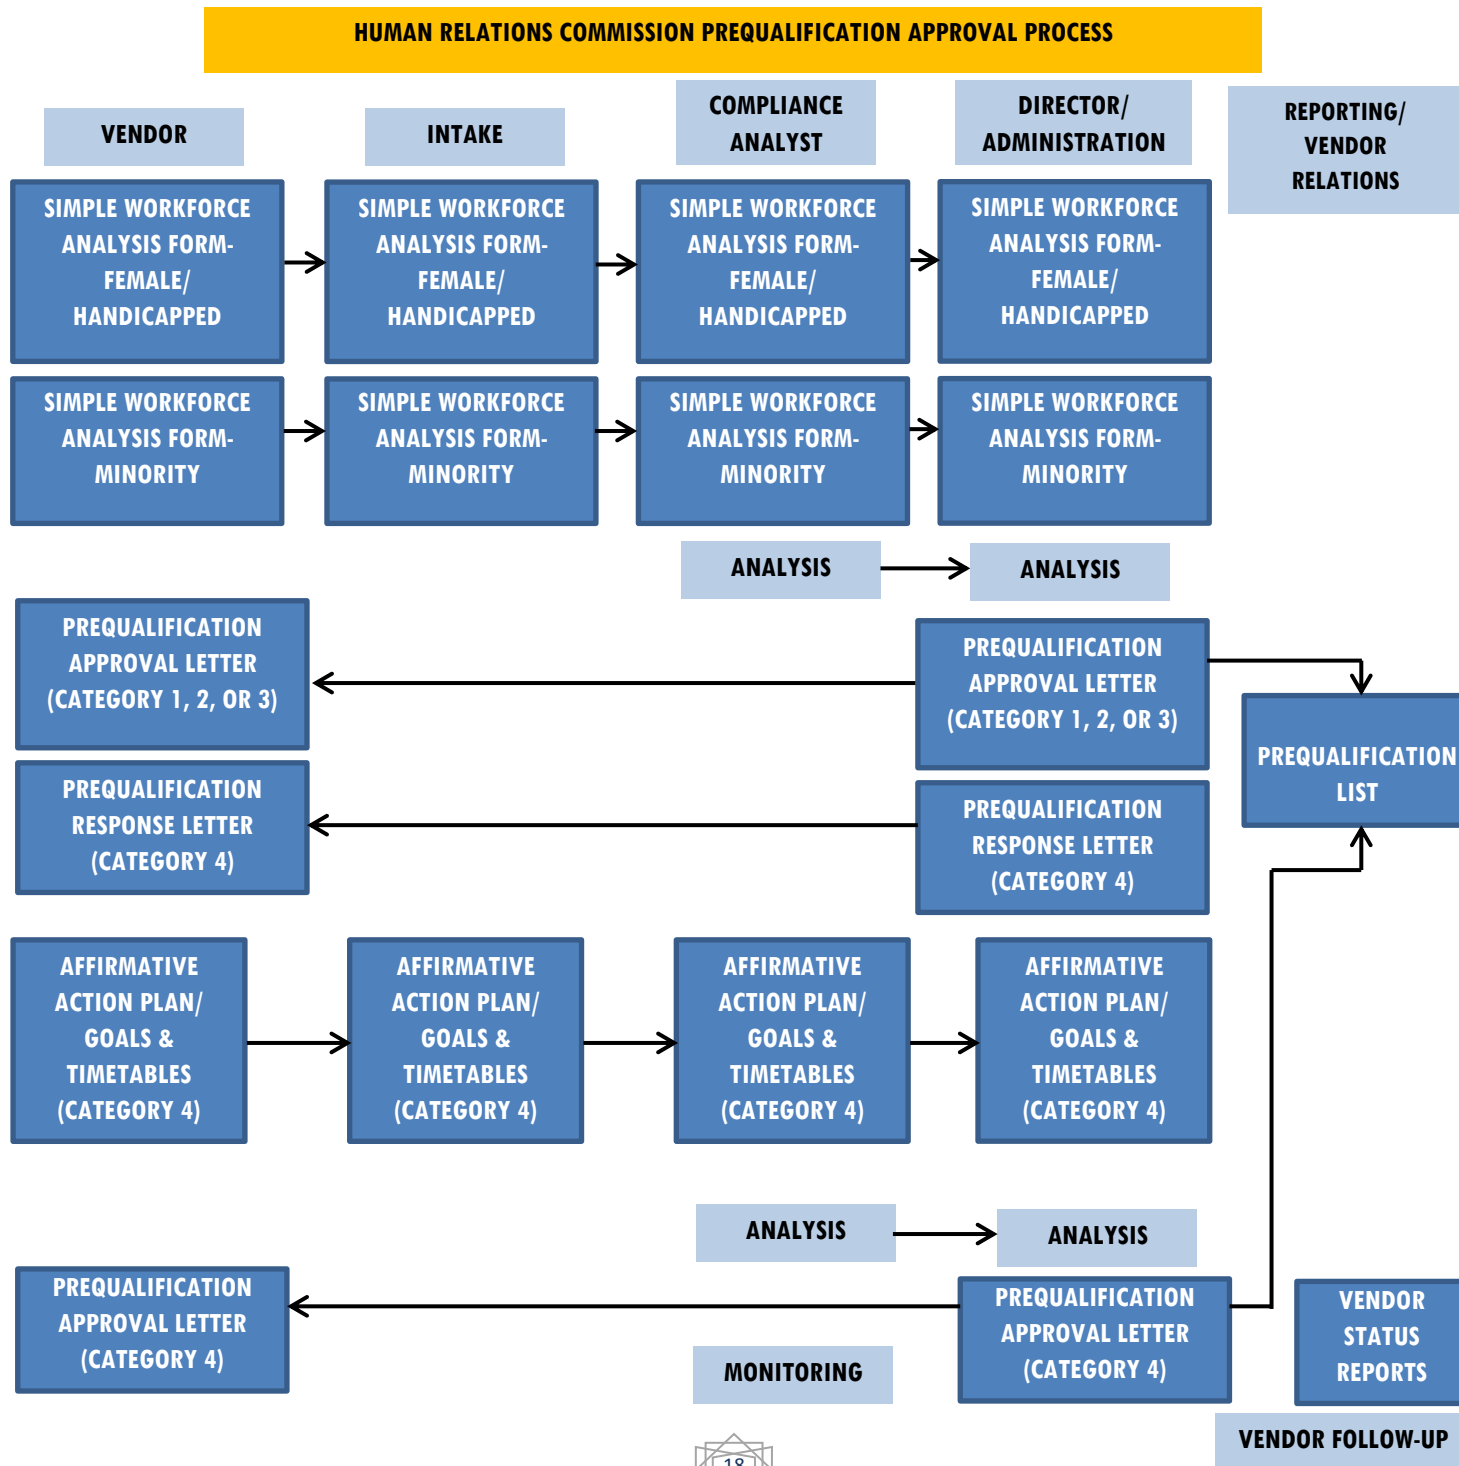 HUMAN RELATIONS COMMISSION PREQUALIFICATION APPROVAL PROCESS
VENDOR
INTAKE
COMPLIANCE
ANALYST
DIRECTOR/
ADMINISTRATION
REPORTING/
VENDOR
RELATIONS
SIMPLE WORKFORCE
ANALYSIS FORM-
FEMALE/
HANDICAPPED
SIMPLE WORKFORCE
ANALYSIS FORM-
FEMALE/
HANDICAPPED
SIMPLE WORKFORCE
ANALYSIS FORM-
FEMALE/
HANDICAPPED
SIMPLE WORKFORCE
ANALYSIS FORM-
FEMALE/
HANDICAPPED
SIMPLE WORKFORCE
ANALYSIS FORM-
MINORITY
SIMPLE WORKFORCE
ANALYSIS FORM-
MINORITY
SIMPLE WORKFORCE
ANALYSIS FORM-
MINORITY
SIMPLE WORKFORCE
ANALYSIS FORM-
MINORITY
ANALYSIS
ANALYSIS
PREQUALIFICATION
APPROVAL LETTER
(CATEGORY 1, 2, OR 3)
PREQUALIFICATION
APPROVAL LETTER
(CATEGORY 1, 2, OR 3)
PREQUALIFICATION
LIST
PREQUALIFICATION
RESPONSE LETTER
(CATEGORY 4)
PREQUALIFICATION
RESPONSE LETTER
(CATEGORY 4)
AFFIRMATIVE
ACTION PLAN/
GOALS &
TIMETABLES
(CATEGORY 4)
AFFIRMATIVE
ACTION PLAN/
GOALS &
TIMETABLES
(CATEGORY 4)
AFFIRMATIVE
ACTION PLAN/
GOALS &
TIMETABLES
(CATEGORY 4)
AFFIRMATIVE
ACTION PLAN/
GOALS &
TIMETABLES
(CATEGORY 4)
ANALYSIS
ANALYSIS
PREQUALIFICATION
APPROVAL LETTER
(CATEGORY 4)
PREQUALIFICATION
APPROVAL LETTER
(CATEGORY 4)
VENDOR
STATUS
REPORTS
MONITORING
VENDOR FOLLOW-UP
18